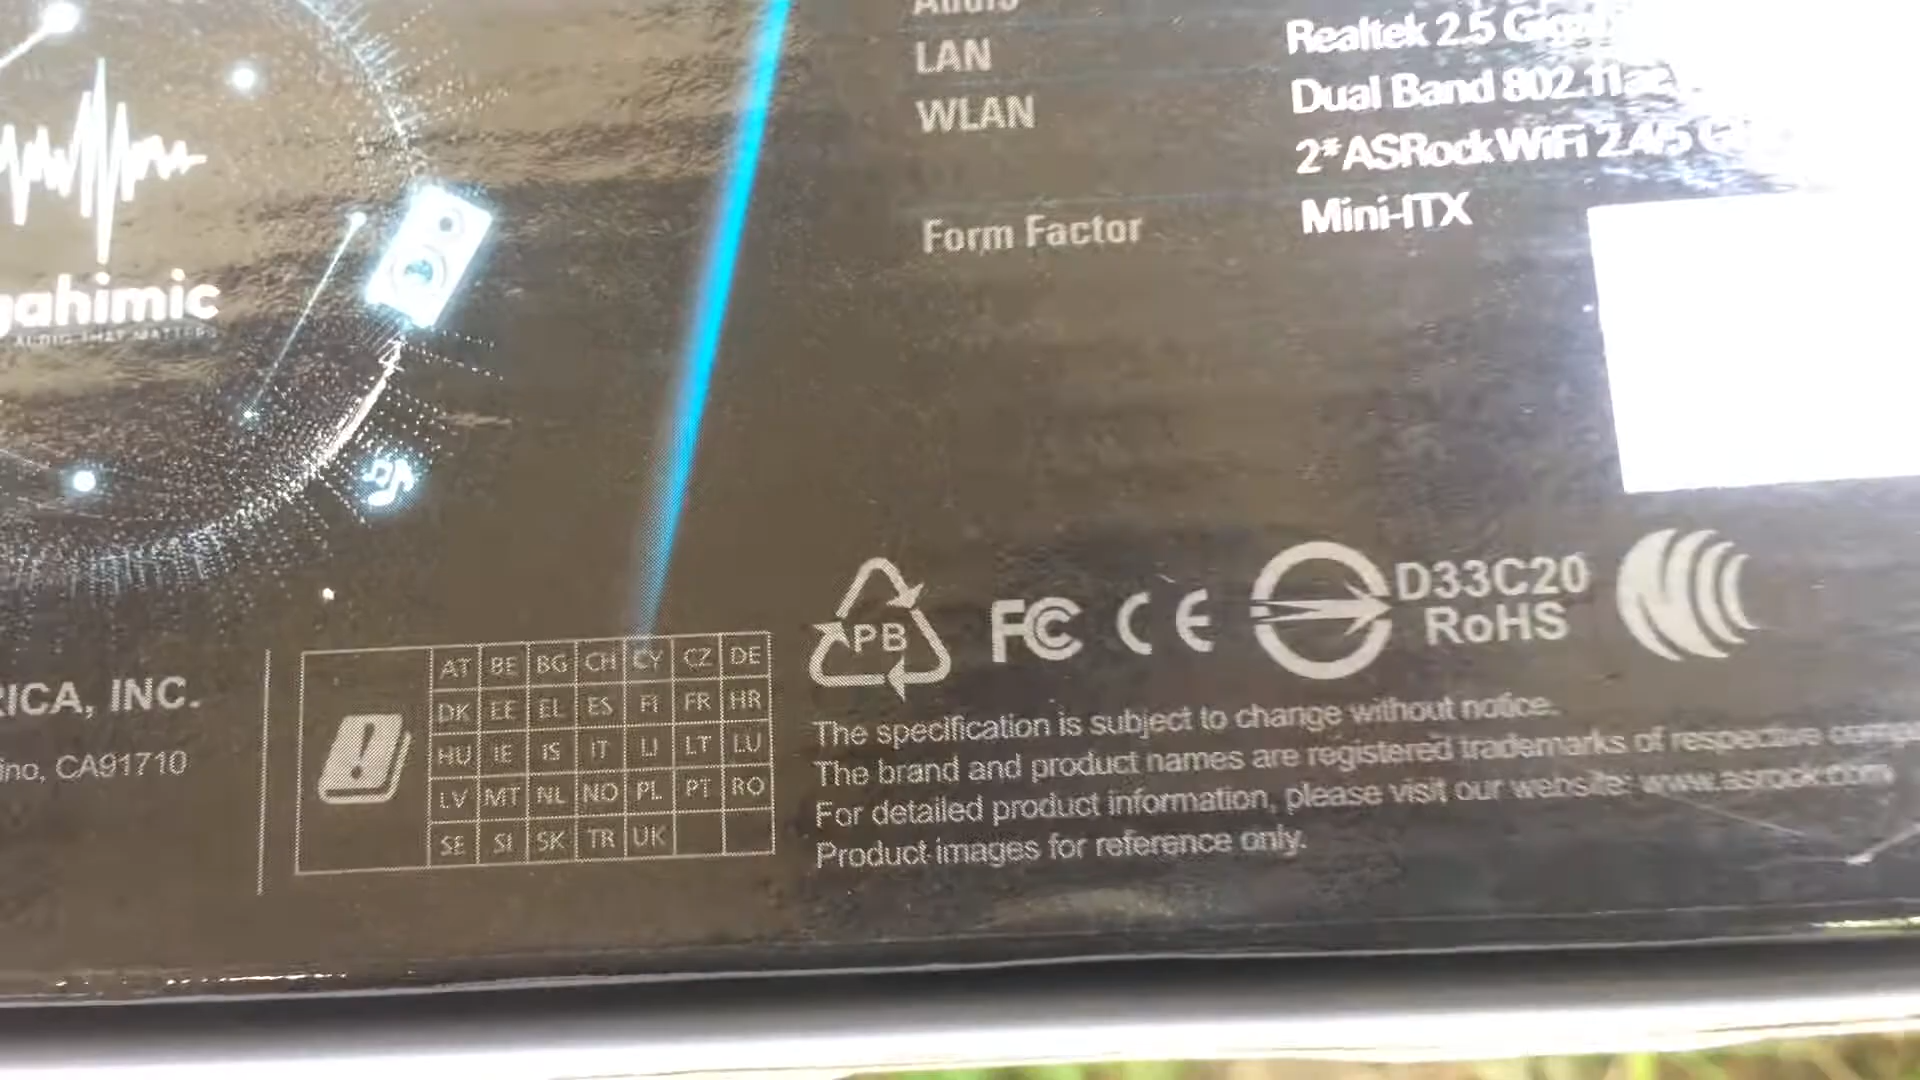 LAN
Realtek 2.5
WLAN
Dual Band 802.11ac
2*ASRock WiFi 2.4/5
Form Factor
Mini-ITX
AUDIO THAT MATTERS
INC.
CA91710
AT BE BG CH CY CZ DE
DK EE EL ES FI FR HR
HU IE IS IT LI LT LU
LV MT NL NO PL PT RO
SE SI SK TR UK
PB
FC CE
D33C20
RoHS
The specification is subject to change without notice.
The brand and product names are registered trademarks of respective
For detailed product information, please visit our website: www.asrock.com
Product images for reference only.